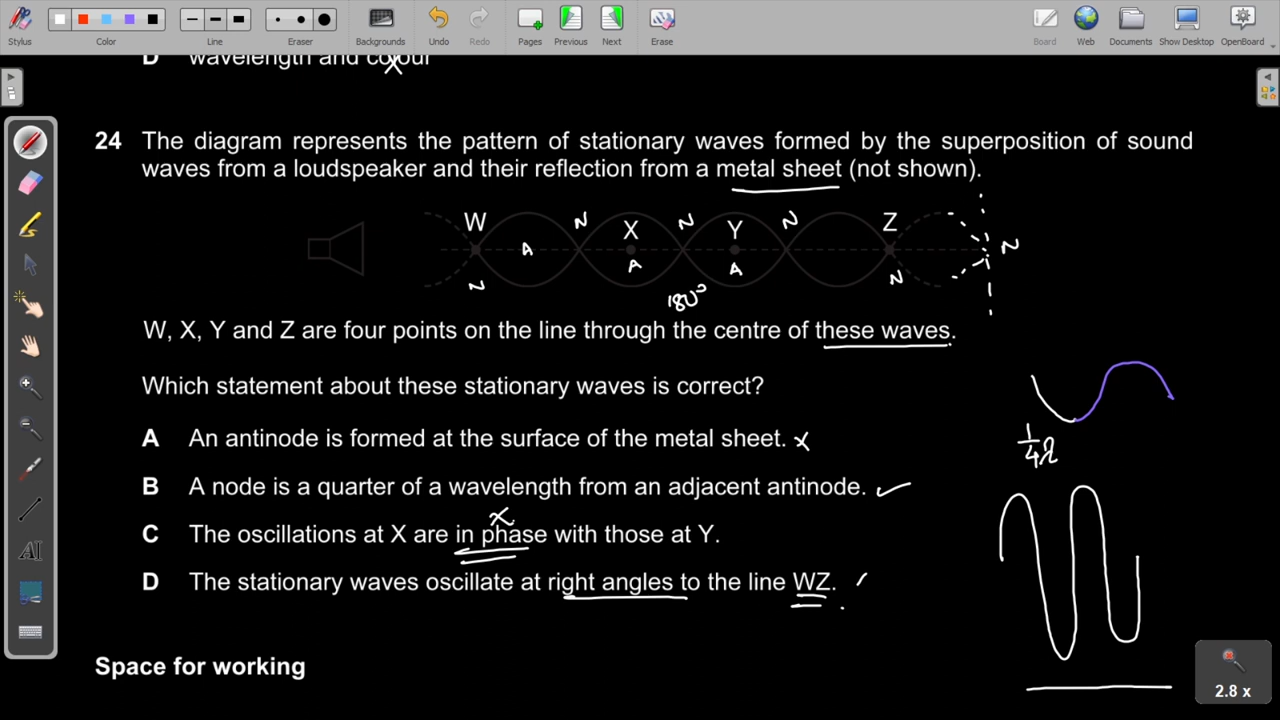 Stylus
Color
Line
Eraser
Backgrounds
Undo
Redo
Pages
Previous
Next
Erase
Board
Web
Documents
Show Desktop
OpenBoard
D wavelength and colour
24 The diagram represents the pattern of stationary waves formed by the superposition of sound
waves from a loudspeaker and their reflection from a metal sheet (not shown).
W N X N Y N Z
A A A N
N N
180°
W, X, Y and Z are four points on the line through the centre of these waves.
Which statement about these stationary waves is correct?
A An antinode is formed at the surface of the metal sheet. x
B A node is a quarter of a wavelength from an adjacent antinode. ✓
1/4 λ
x
C The oscillations at X are in phase with those at Y.
D The stationary waves oscillate at right angles to the line WZ.
Space for working
2.8 x